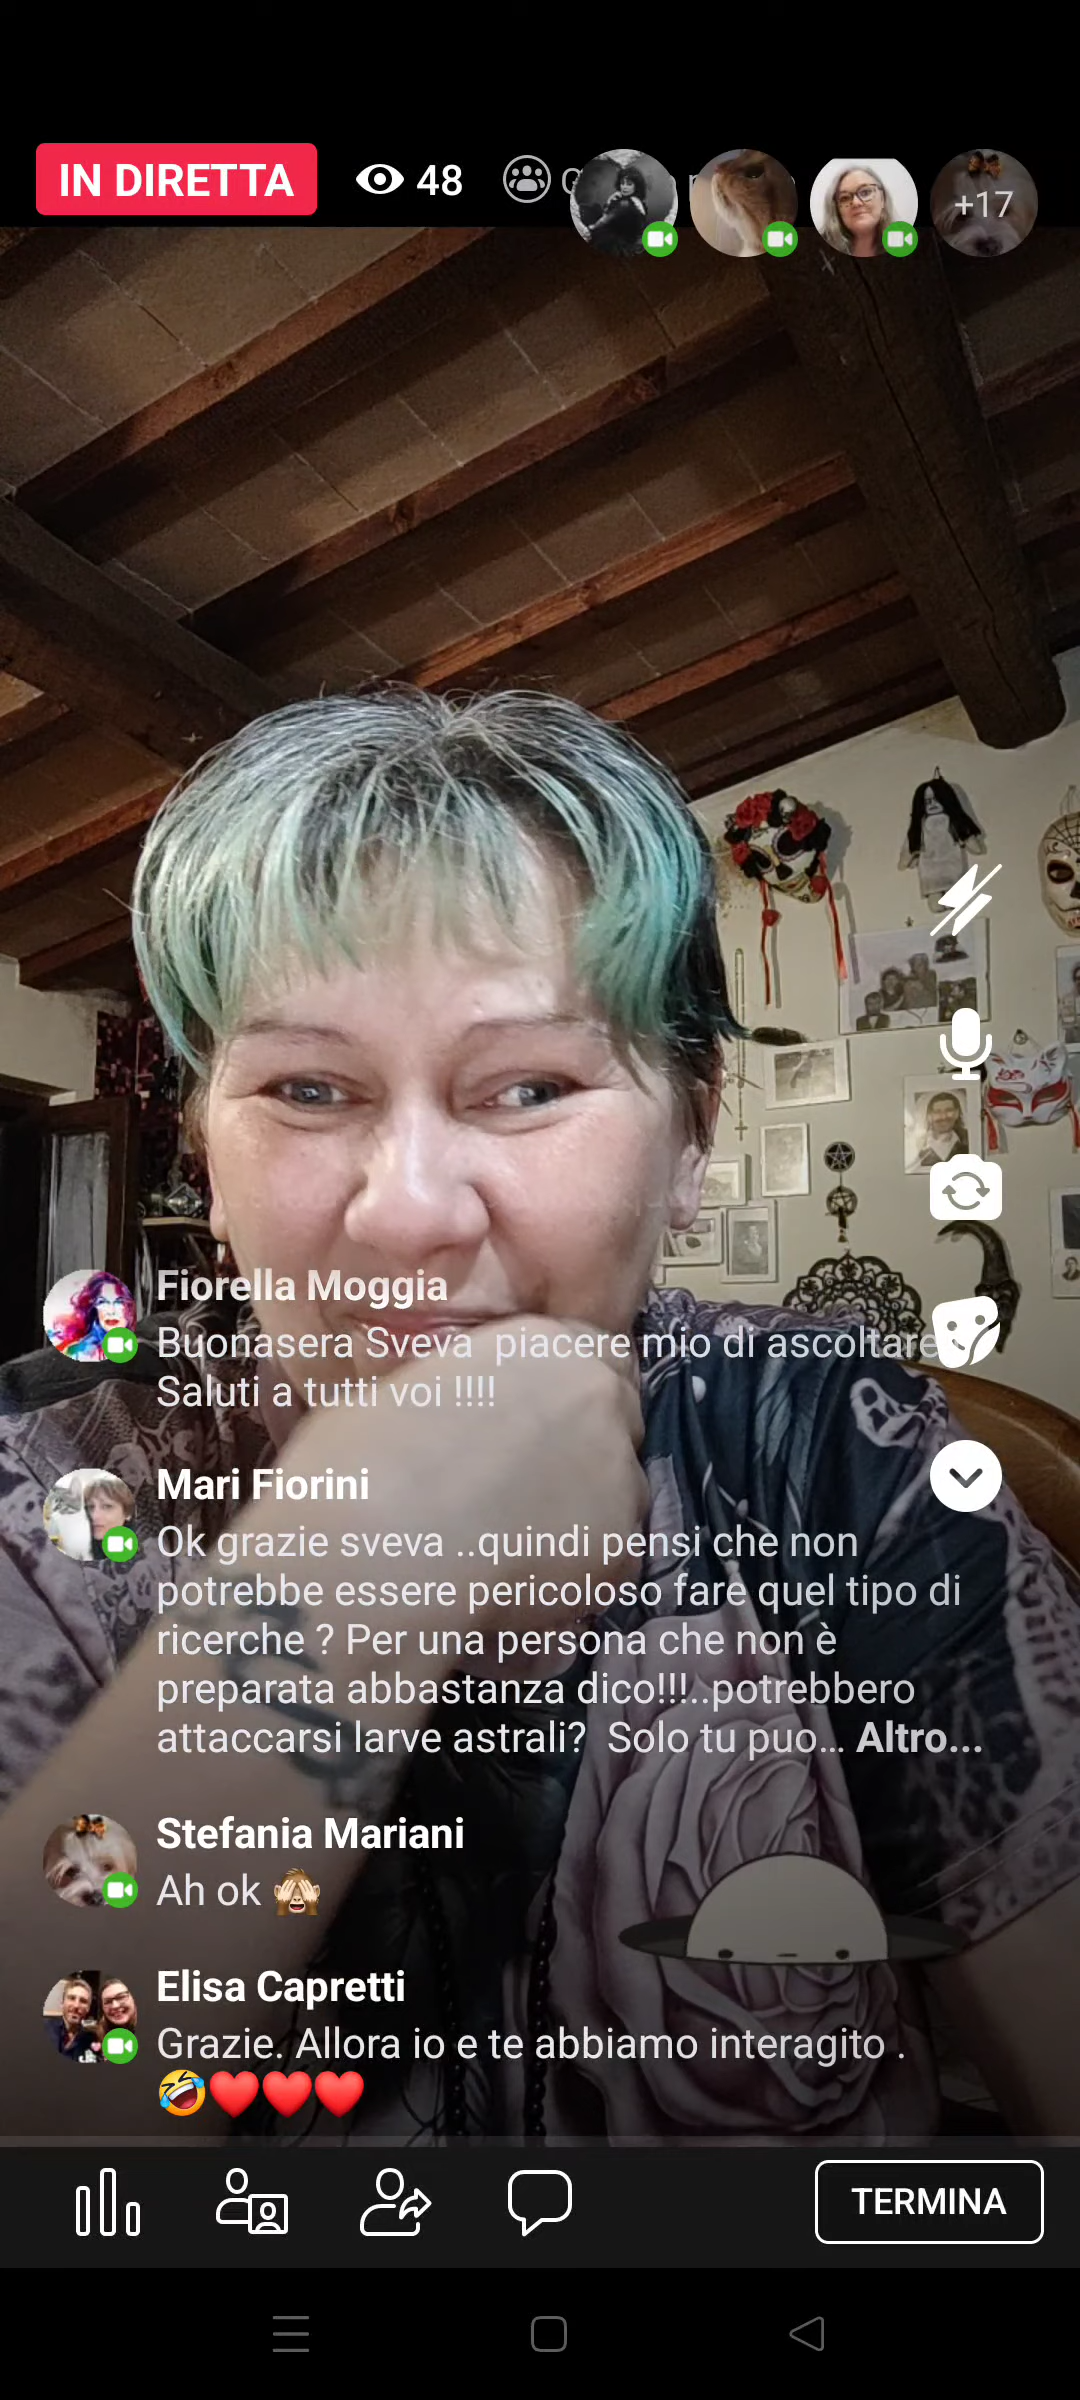 IN DIRETTA
48
+17
Fiorella Moggia
Buonasera Sveva piacere mio di ascoltare
Saluti a tutti voi !!!!
Mari Fiorini
Ok grazie sveva ..quindi pensi che non
potrebbe essere pericoloso fare quel tipo di
ricerche ? Per una persona che non è
preparata abbastanza dico!!!..potrebbero
attaccarsi larve astrali? Solo tu puo... Altro...
Stefania Mariani
Ah ok 🙈
Elisa Capretti
Grazie. Allora io e te abbiamo interagito .
🤣❤️❤️❤️
TERMINA